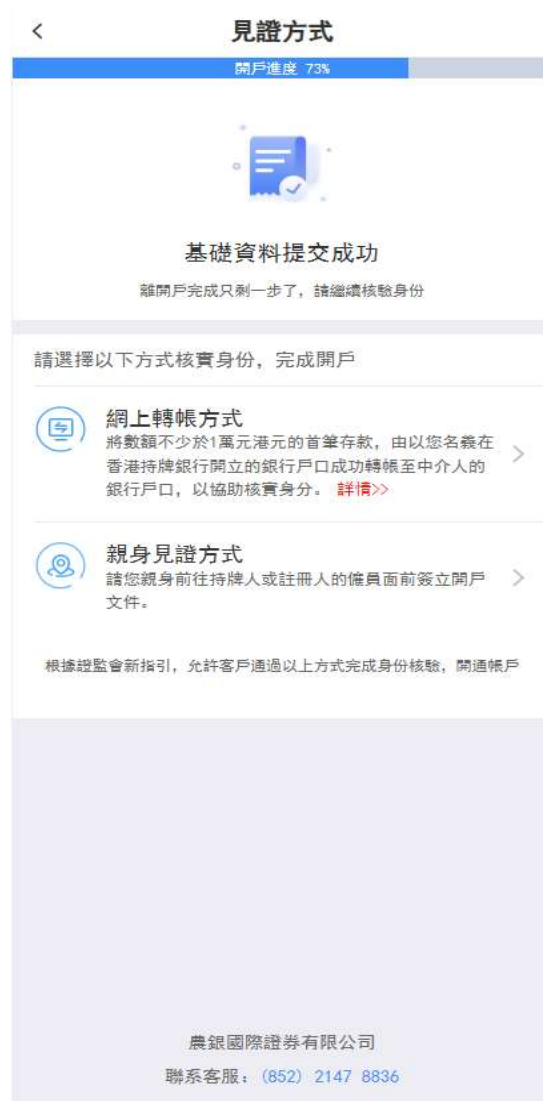 見證方式
開戶進度 73%
基礎資料提交成功
離開戶完成只剩一步了，請繼續核驗身份
請選擇以下方式核實身份，完成開戶
網上轉帳方式
將數額不少於1萬元港元的首筆存款，由以您名義在
香港持牌銀行開立的銀行戶口成功轉帳至中介人的
銀行戶口，以協助核實身分。 詳情>>
親身見證方式
請您親身前往持牌人或註冊人的僱員面前簽立開戶
文件。
根據證監會新指引，允許客戶通過以上方式完成身份核驗，開通帳戶
農銀國際證券有限公司
聯系客服：(852) 2147 8836